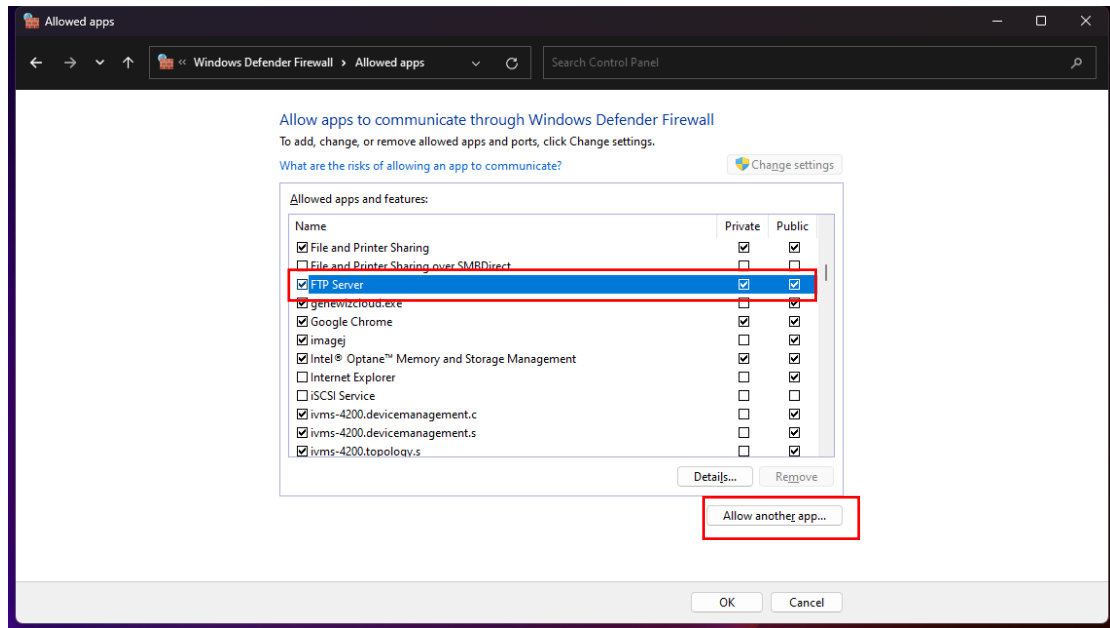 Allowed apps
« Windows Defender Firewall › Allowed apps
Search Control Panel
Allow apps to communicate through Windows Defender Firewall
To add, change, or remove allowed apps and ports, click Change settings.
What are the risks of allowing an app to communicate?
Change settings
Allowed apps and features:
Name Private Public
File and Printer Sharing
File and Printer Sharing over SMBDirect
FTP Server
genewizcloud.exe
Google Chrome
imagej
Intel® Optane™ Memory and Storage Management
Internet Explorer
iSCSI Service
ivms-4200.devicemanagement.c
ivms-4200.devicemanagement.s
ivms-4200.topology.s
Details... Remove
Allow another app...
OK Cancel